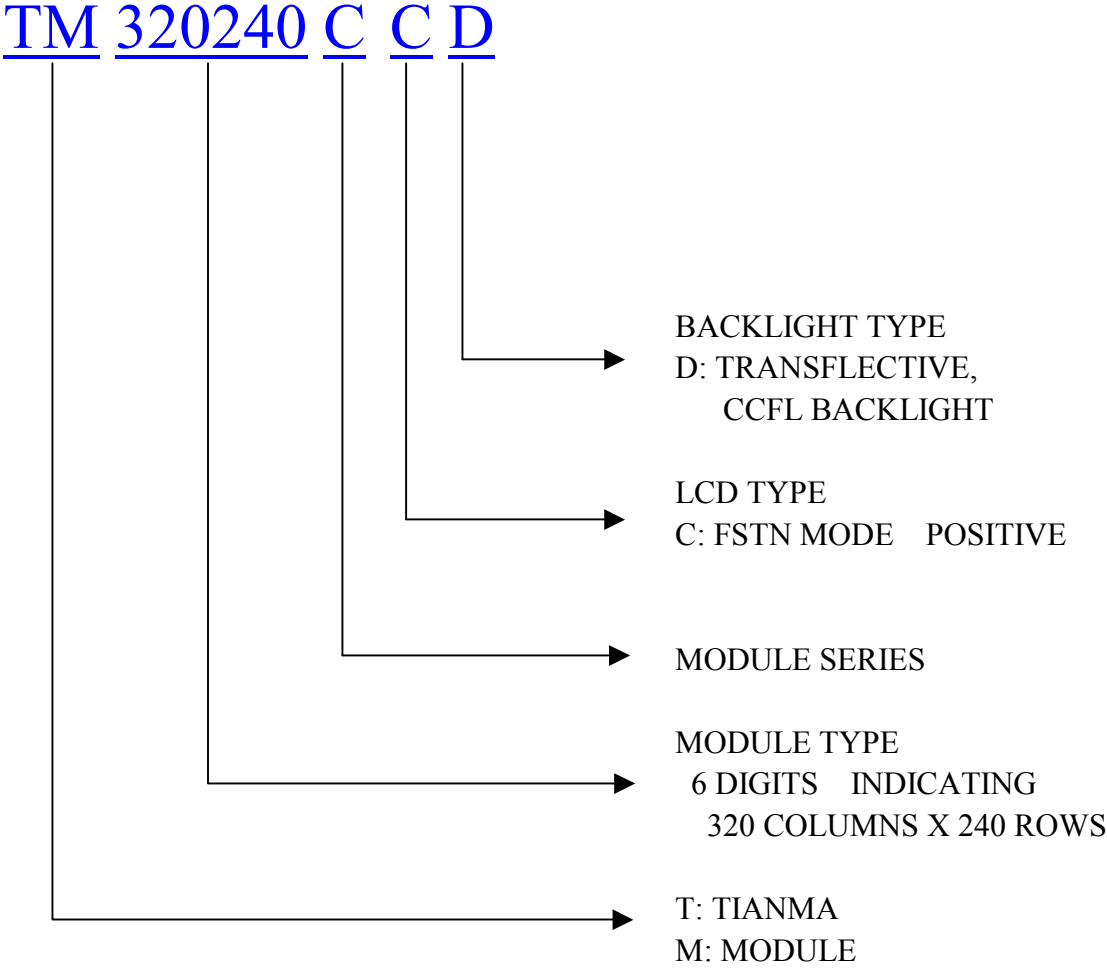 TM 320240 C C D
BACKLIGHT TYPE
D: TRANSFLECTIVE,
CCFL BACKLIGHT
LCD TYPE
C: FSTN MODE POSITIVE
MODULE SERIES
MODULE TYPE
6 DIGITS INDICATING
320 COLUMNS X 240 ROWS
T: TIANMA
M: MODULE